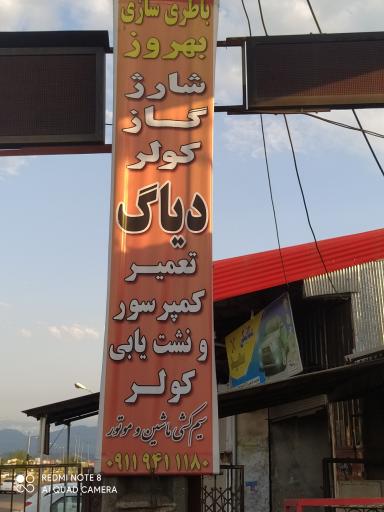 باطری سازی
بهروز
شارژ
گاز
کولر
دیاگ
تعمیر
کمپرسور
و نشت یابی
کولر
سیم کشی ماشین و موتور
۰۹۱۱ ۹۴۱ ۱۱۸۰
REDMI NOTE 8
AI QUAD CAMERA